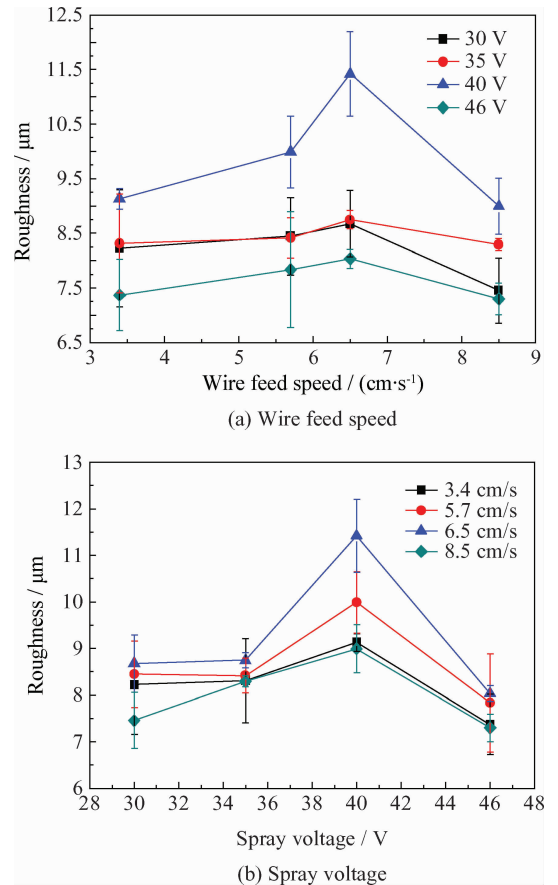 12.5
11.5
10.5
9.5
8.5
7.5
6.5
Roughness / μm
30 V
35 V
40 V
46 V
3 4 5 6 7 8 9
Wire feed speed / (cm·s⁻¹)
(a) Wire feed speed
13
12
11
10
9
8
7
6
Roughness / μm
3.4 cm/s
5.7 cm/s
6.5 cm/s
8.5 cm/s
28 30 32 34 36 38 40 42 44 46 48
Spray voltage / V
(b) Spray voltage